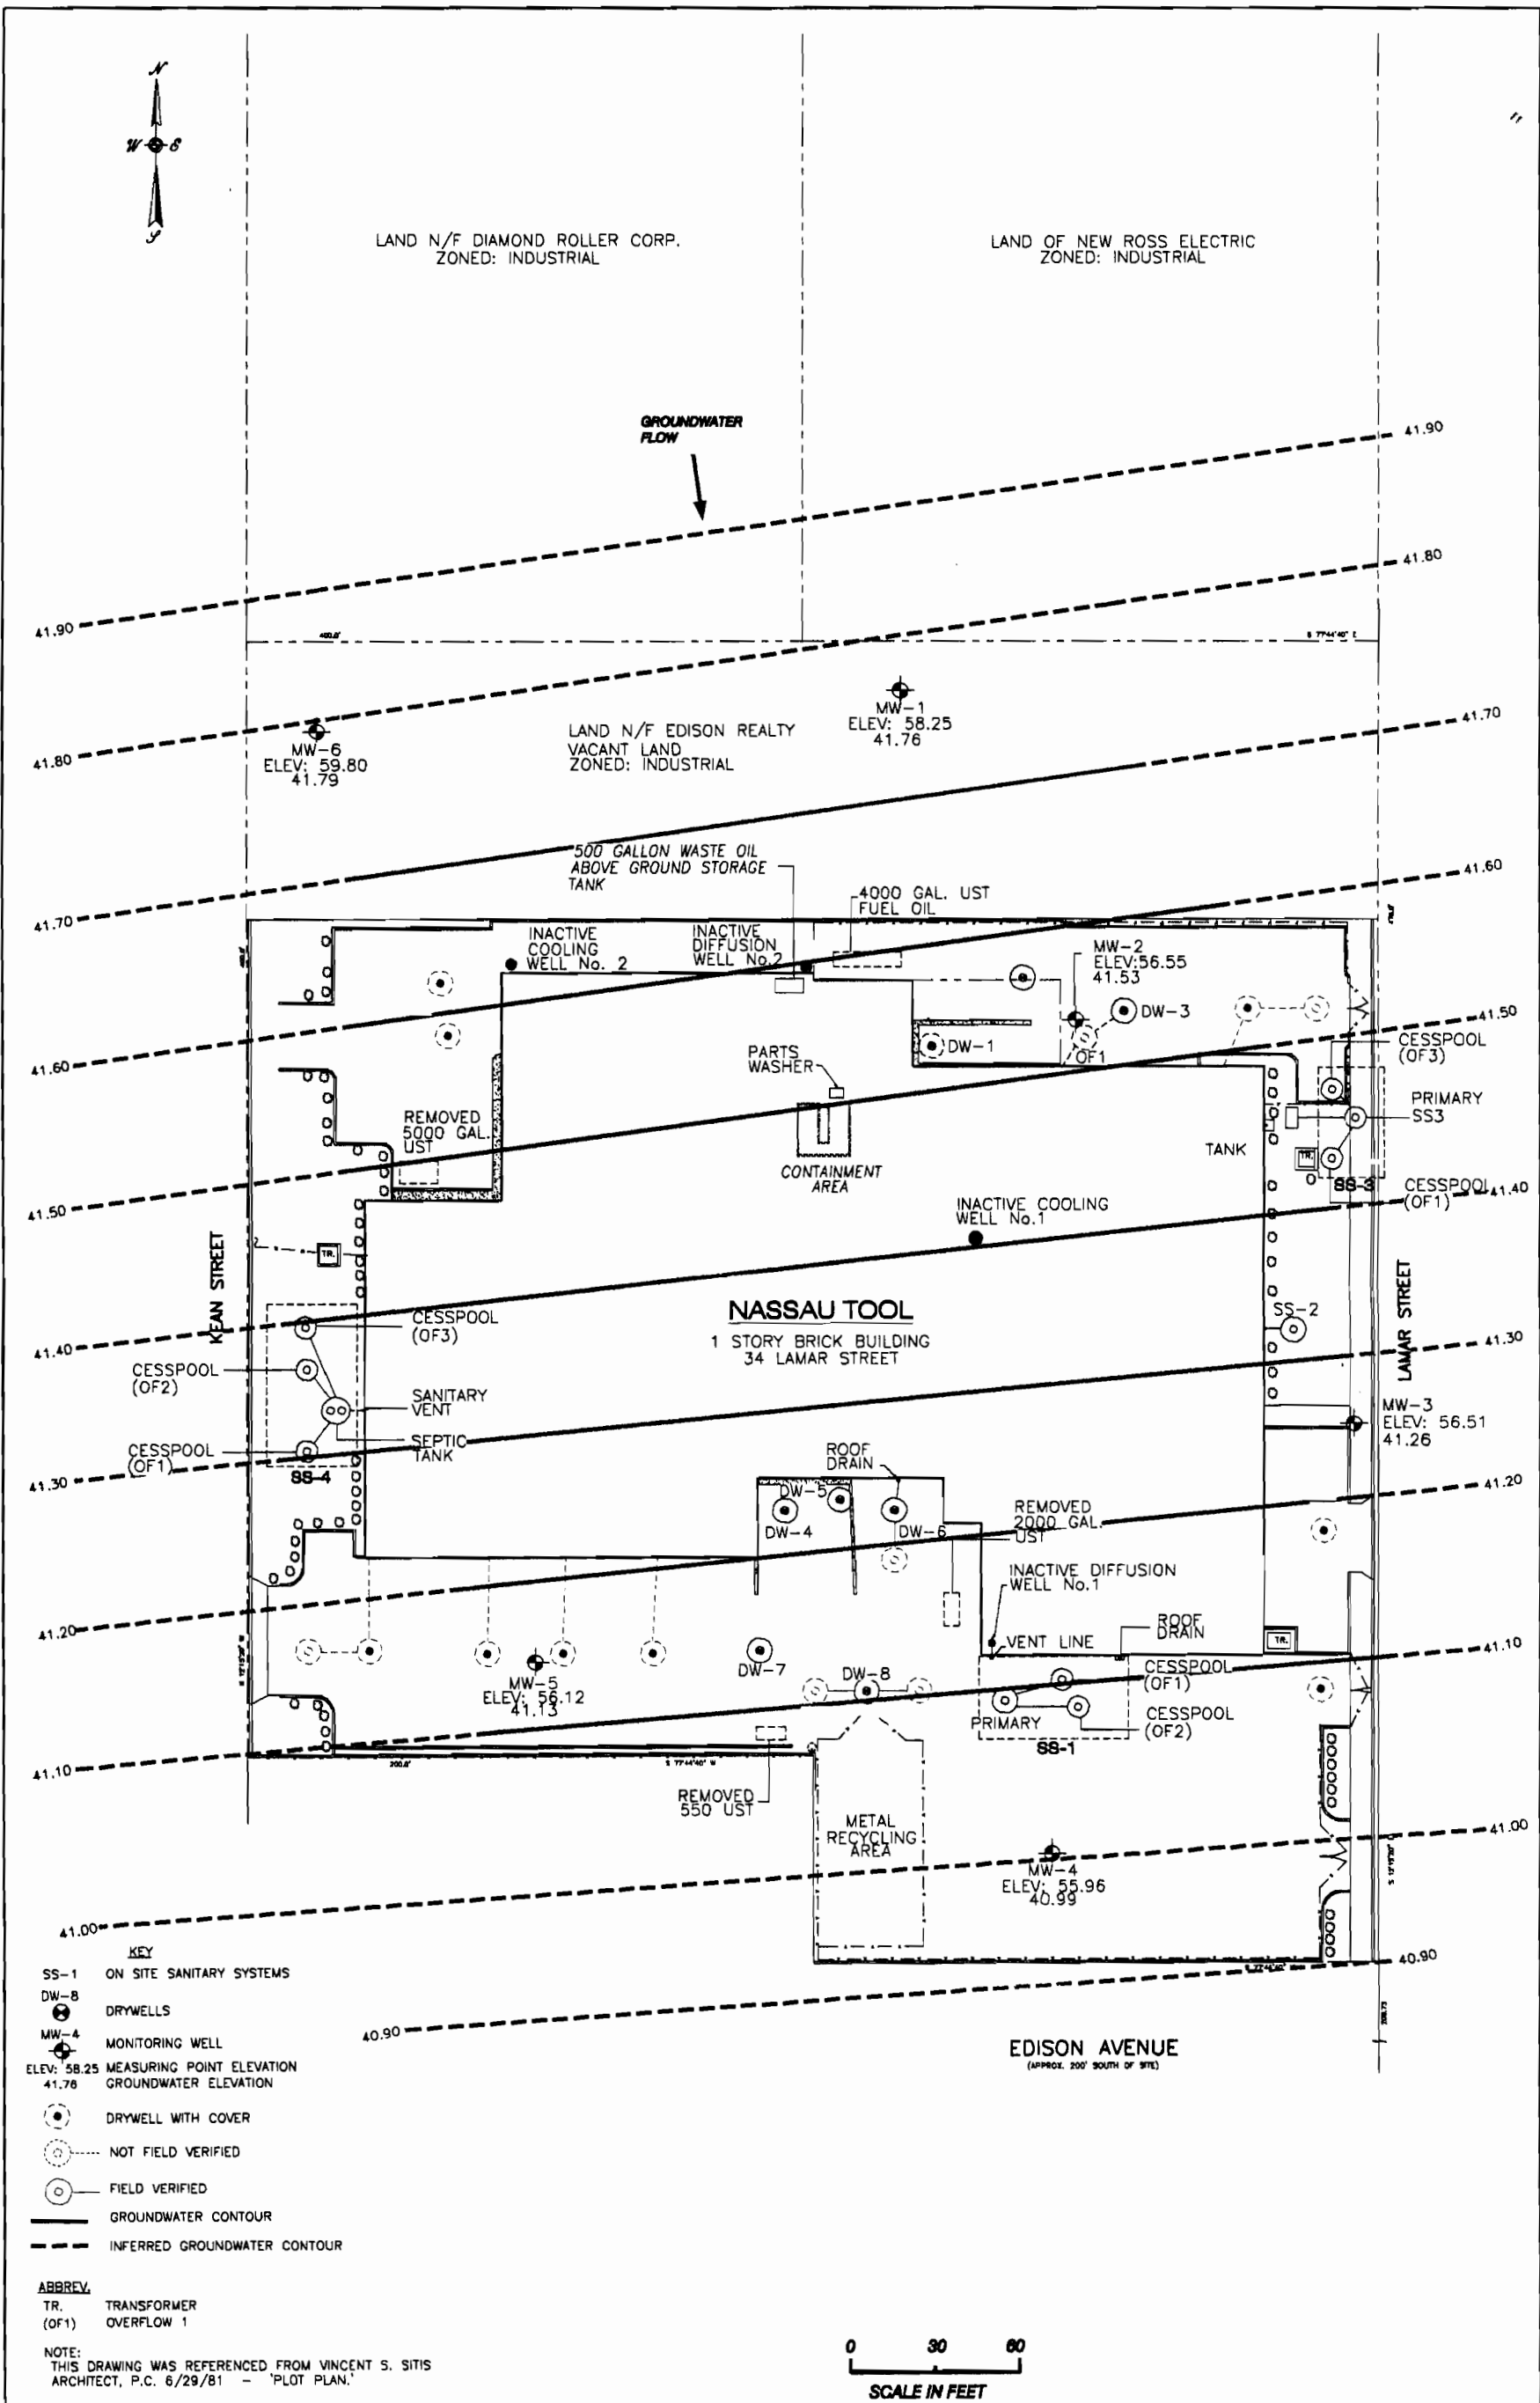 N
W E
S
LAND N/F DIAMOND ROLLER CORP.
ZONED: INDUSTRIAL
LAND OF NEW ROSS ELECTRIC
ZONED: INDUSTRIAL
GROUNDWATER
FLOW
41.90
41.80
41.90
S 77°44'40" E
MW-1
ELEV: 58.25
41.76
41.70
LAND N/F EDISON REALTY
VACANT LAND
ZONED: INDUSTRIAL
41.80
MW-6
ELEV: 59.80
41.79
500 GALLON WASTE OIL
ABOVE GROUND STORAGE
TANK
41.60
4000 GAL. UST
FUEL OIL
41.70
INACTIVE
COOLING
WELL No. 2
INACTIVE
DIFFUSION
WELL No.2
MW-2
ELEV:56.55
41.53
DW-3
41.50
DW-1
OF1
CESSPOOL
(OF3)
PARTS
WASHER
41.60
PRIMARY
SS3
REMOVED
5000 GAL.
UST
TANK
TR.
CONTAINMENT
AREA
SS-3
CESSPOOL
(OF1)
41.40
41.50
INACTIVE COOLING
WELL No.1
KEAN STREET
TR.
LAMAR STREET
NASSAU TOOL
1 STORY BRICK BUILDING
34 LAMAR STREET
CESSPOOL
(OF3)
SS-2
41.30
41.40
CESSPOOL
(OF2)
SANITARY
VENT
MW-3
ELEV: 56.51
41.26
SEPTIC
TANK
CESSPOOL
(OF1)
SS-4
ROOF
DRAIN
41.30
41.20
DW-5
DW-4
DW-6
REMOVED
2000 GAL.
UST
INACTIVE DIFFUSION
WELL No.1
41.20
VENT LINE
ROOF
DRAIN
TR.
41.10
DW-7
DW-8
MW-5
ELEV: 56.12
41.13
CESSPOOL
(OF1)
PRIMARY
CESSPOOL
(OF2)
SS-1
41.10
200.0'
S 77°44'40" W
REMOVED
550 UST
METAL
RECYCLING
AREA
41.00
MW-4
ELEV: 55.96
40.99
41.00
40.90
40.90
EDISON AVENUE
(APPROX. 200' SOUTH OF SITE)
KEY
SS-1 ON SITE SANITARY SYSTEMS
DW-8
DRYWELLS
MW-4
MONITORING WELL
ELEV: 58.25 MEASURING POINT ELEVATION
41.76 GROUNDWATER ELEVATION
DRYWELL WITH COVER
NOT FIELD VERIFIED
FIELD VERIFIED
GROUNDWATER CONTOUR
INFERRED GROUNDWATER CONTOUR
ABBREV.
TR. TRANSFORMER
(OF1) OVERFLOW 1
NOTE:
THIS DRAWING WAS REFERENCED FROM VINCENT S. SITIS
ARCHITECT, P.C. 6/29/81 - 'PLOT PLAN.'
0 30 60
SCALE IN FEET